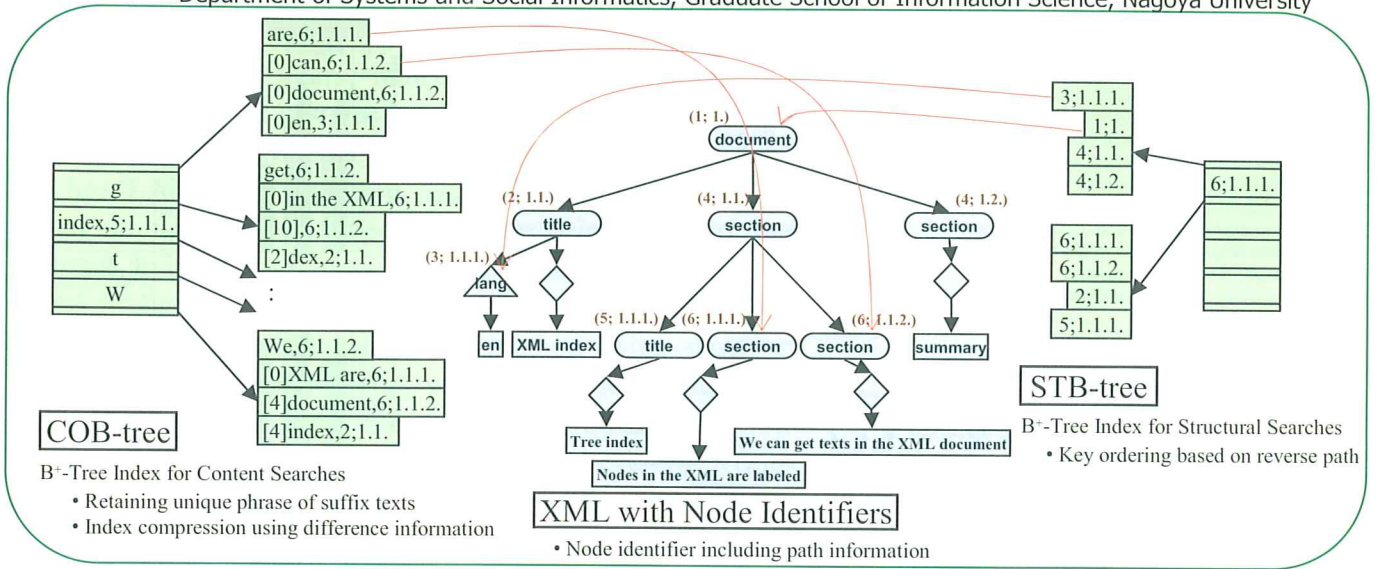 Department of Systems and Social Informatics, Graduate School of Information Science, Nagoya University
are,6;1.1.1.
[0]can,6;1.1.2.
[0]document,6;1.1.2.
[0]en,3;1.1.1.
g
index,5;1.1.1.
t
W
get,6;1.1.2.
[0]in the XML,6;1.1.1.
[10],6;1.1.2.
[2]dex,2;1.1.
:
We,6;1.1.2.
[0]XML are,6;1.1.1.
[4]document,6;1.1.2.
[4]index,2;1.1.
COB-tree
B+-Tree Index for Content Searches
• Retaining unique phrase of suffix texts
• Index compression using difference information
(1; 1.)
document
(2; 1.1.)
title
(4; 1.1.)
section
(4; 1.2.)
section
(3; 1.1.1.)
lang
en
XML index
(5; 1.1.1.)
title
(6; 1.1.1.)
section
(6; 1.1.2.)
section
summary
Tree index
We can get texts in the XML document
Nodes in the XML are labeled
XML with Node Identifiers
• Node identifier including path information
3;1.1.1.
1;1.
4;1.1.
4;1.2.
6;1.1.1.
6;1.1.1.
6;1.1.2.
2;1.1.
5;1.1.1.
STB-tree
B+-Tree Index for Structural Searches
• Key ordering based on reverse path